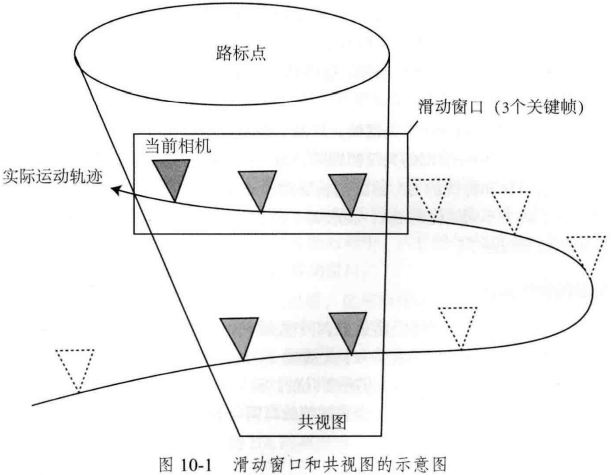 路标点
滑动窗口（3个关键帧）
当前相机
实际运动轨迹
共视图
图 10-1 滑动窗口和共视图的示意图